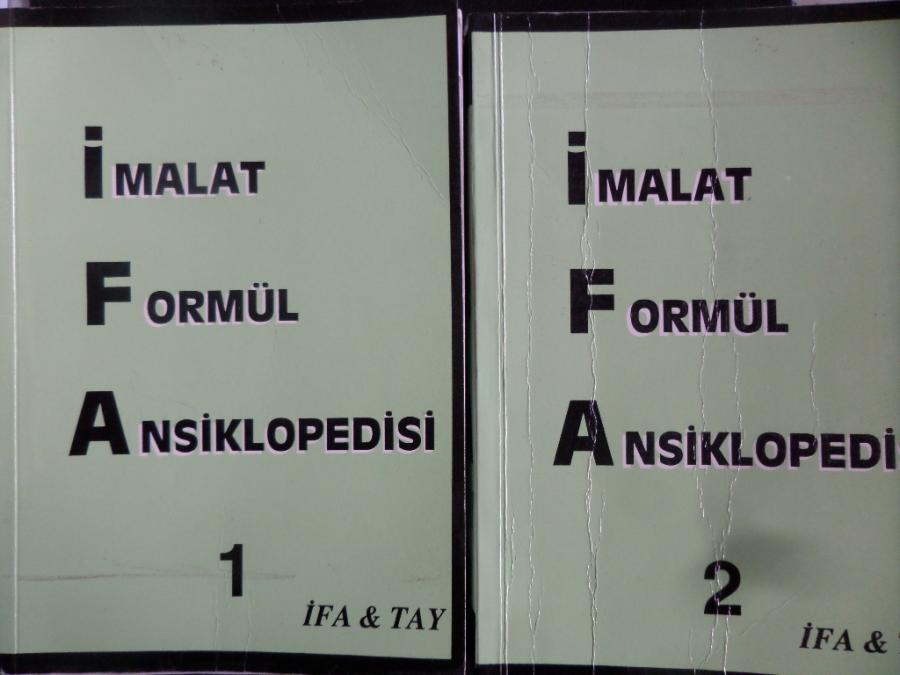 İMALAT
FORMÜL
ANSİKLOPEDİSİ
1
İFA & TAY
İMALAT
FORMÜL
ANSİKLOPEDİ
2
İFA &